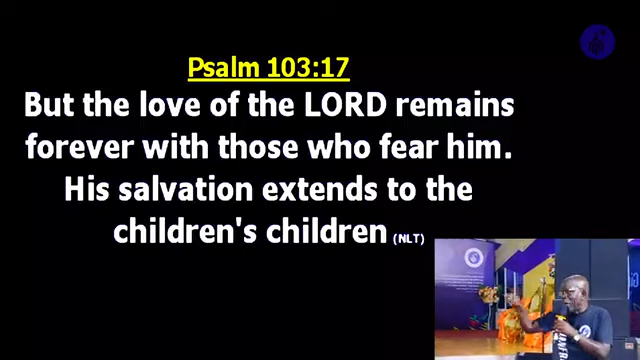 Psalm 103:17
But the love of the LORD remains
forever with those who fear him.
His salvation extends to the
children's children (NLT)